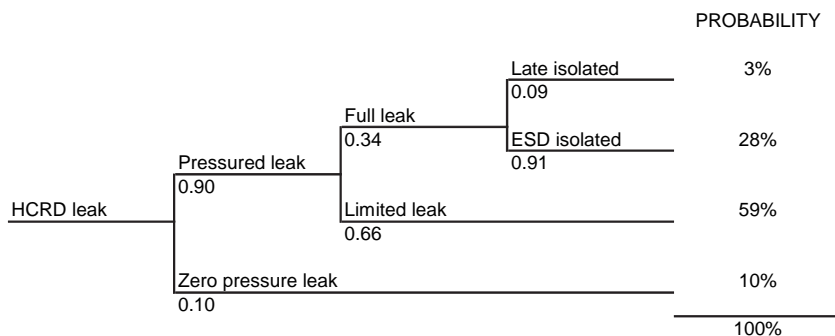 PROBABILITY
Late isolated
3%
0.09
Full leak
0.34
ESD isolated
28%
0.91
Pressured leak
0.90
HCRD leak
Limited leak
59%
0.66
Zero pressure leak
10%
0.10
100%